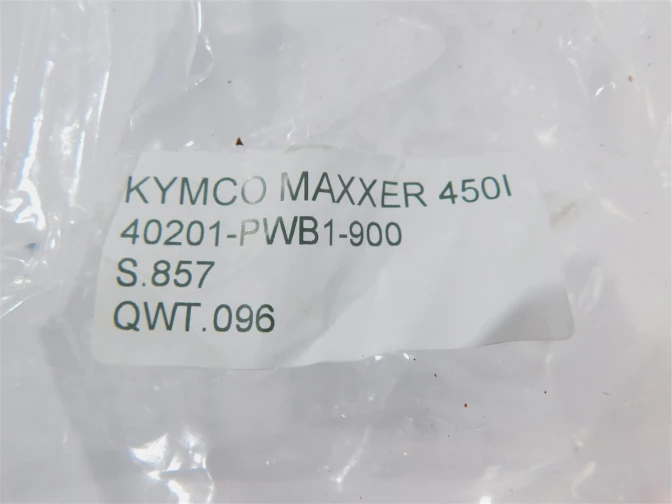 KYMCO MAXXER 450I
40201-PWB1-900
S.857
QWT.096